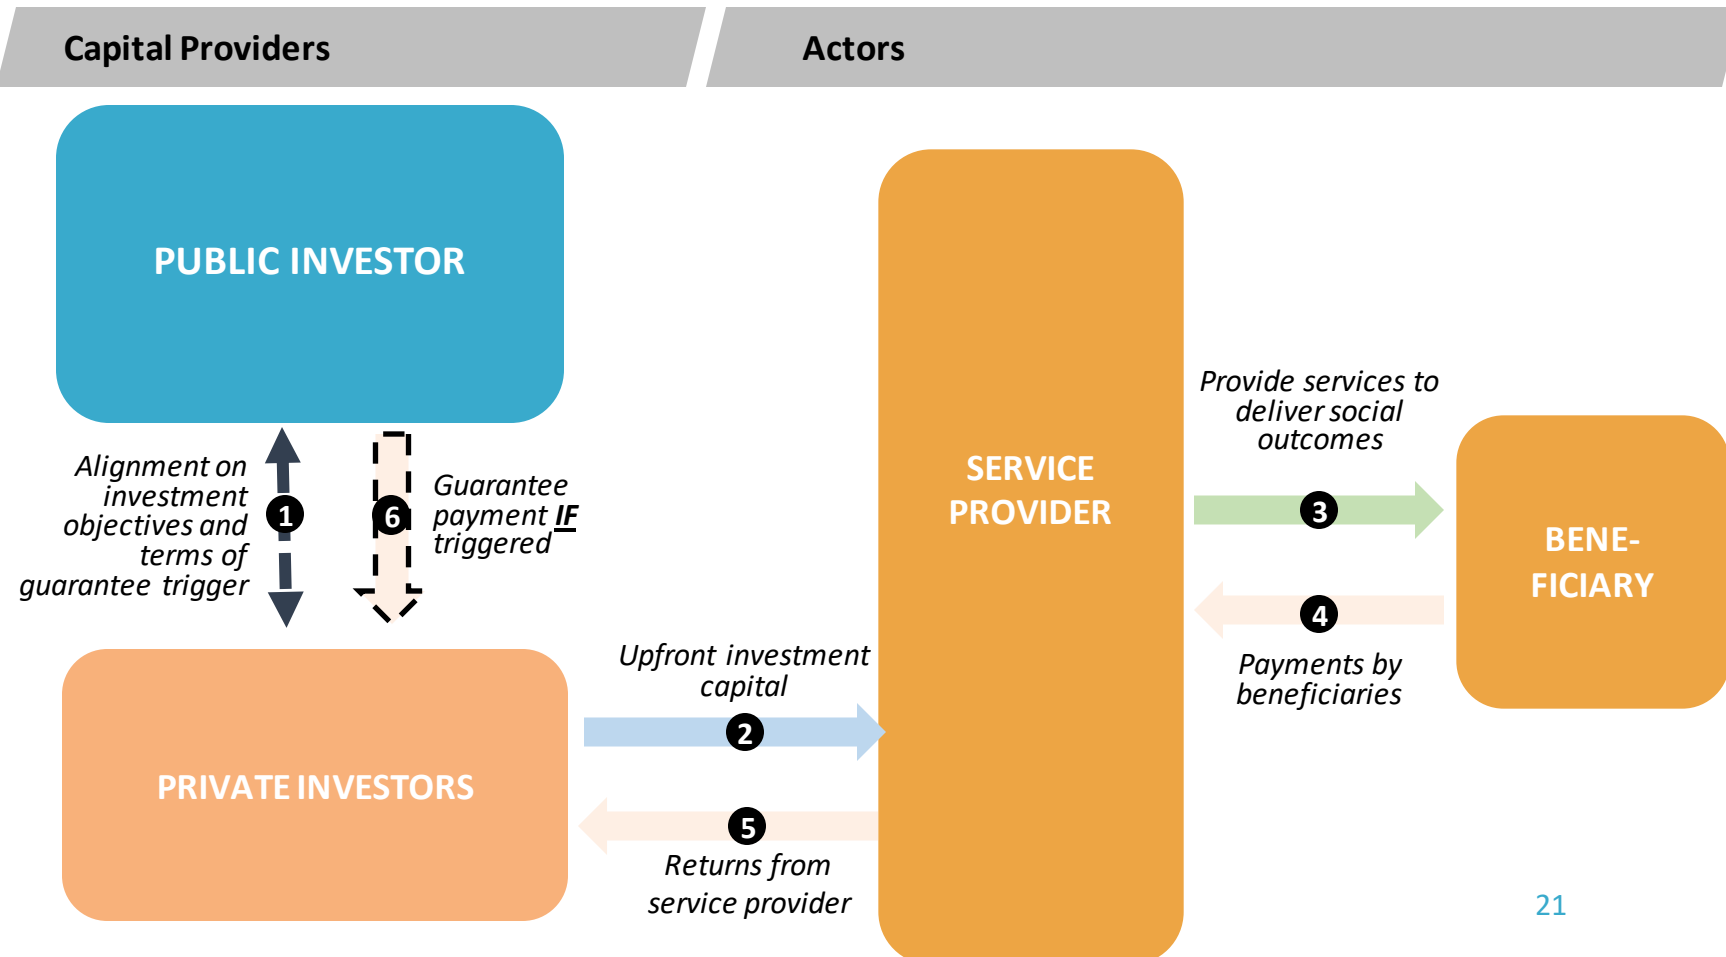 Capital Providers
Actors
PUBLIC INVESTOR
Alignment on
investment
objectives and
terms of
guarantee trigger
1
6
Guarantee
payment IF
triggered
PRIVATE INVESTORS
Upfront investment
capital
2
5
Returns from
service provider
SERVICE
PROVIDER
Provide services to
deliver social
outcomes
3
4
Payments by
beneficiaries
BENE-
FICIARY
21